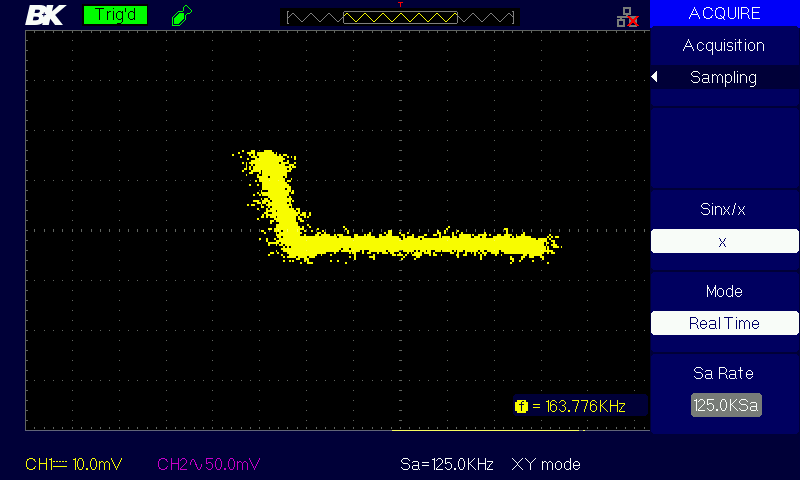 BK Trig'd T ACQUIRE
Acquisition
Sampling
Sinx/x
x
Mode
Real Time
Sa Rate
125.0KSa
f = 163.776KHz
CH1 10.0mV CH2 50.0mV Sa=125.0KHz XY mode